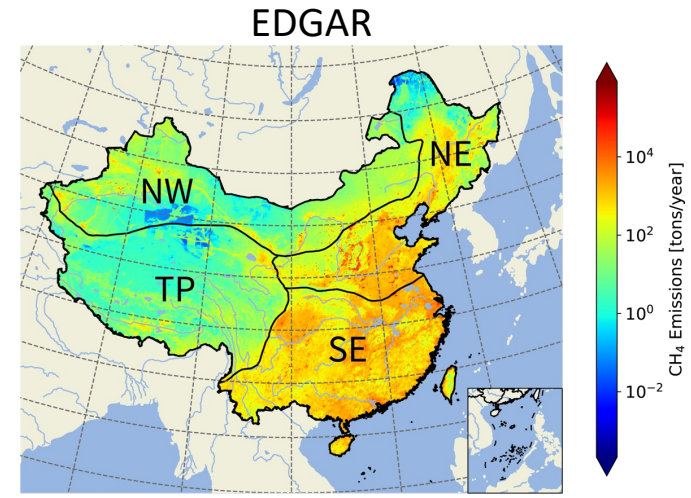 EDGAR
NE
NW
TP
SE
10⁴
10²
10⁰
10⁻²
CH₄ Emissions [tons/year]